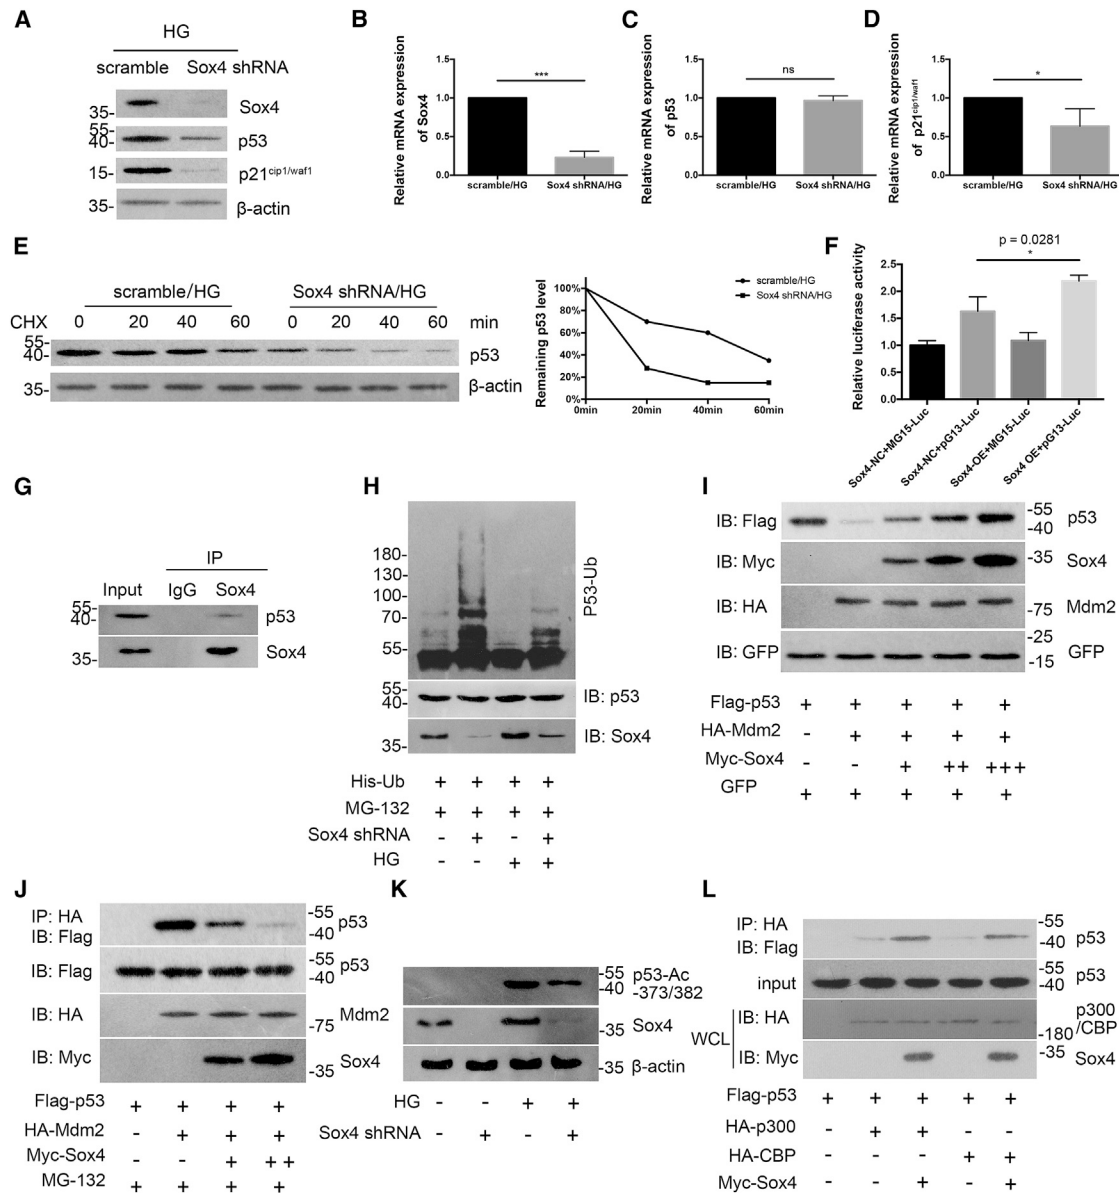 A
HG
scramble Sox4 shRNA
35- Sox4
55-
40- p53
15- p21cip1/waf1
35- β-actin
B
Relative mRNA expression
of Sox4
1.5
1.0
0.5
0.0
***
scramble/HG Sox4 shRNA/HG
C
Relative mRNA expression
of p53
1.5
1.0
0.5
0.0
ns
scramble/HG Sox4 shRNA/HG
D
Relative mRNA expression
of p21cip1/waf1
1.5
1.0
0.5
0.0
*
scramble/HG Sox4 shRNA/HG
E
scramble/HG Sox4 shRNA/HG
CHX 0 20 40 60 0 20 40 60 min
55-
40- p53
35- β-actin
Remaining p53 level
100%
80%
60%
40%
20%
0%
0min 20min 40min 60min
scramble/HG
Sox4 shRNA/HG
F
p = 0.0281
*
Relative luciferase activity
2.5
2.0
1.5
1.0
0.5
0.0
Sox4-NC+MG15-Luc
Sox4-NC+pG13-Luc
Sox4-OE+MG15-Luc
Sox4 OE+pG13-Luc
G
IP
Input IgG Sox4
55-
40- p53
35- Sox4
H
180-
130-
100-
70-
55-
P53-Ub
55-
40- IB: p53
35- IB: Sox4
His-Ub + + + +
MG-132 + + + +
Sox4 shRNA - + - +
HG - - + +
I
IB: Flag -55
-40 p53
IB: Myc -35 Sox4
IB: HA -75 Mdm2
IB: GFP -25
-15 GFP
Flag-p53 + + + + +
HA-Mdm2 - + + + +
Myc-Sox4 - - + ++ +++
GFP + + + + +
J
IP: HA
IB: Flag
-55
-40 p53
IB: Flag -55
-40 p53
IB: HA -75 Mdm2
IB: Myc -35 Sox4
Flag-p53 + + + +
HA-Mdm2 - + + +
Myc-Sox4 - - + ++
MG-132 + + + +
K
-55 p53-Ac
-40 -373/382
-35 Sox4
-35 β-actin
HG - - + +
Sox4 shRNA - + - +
L
IP: HA
IB: Flag
-55
-40 p53
input -55
-40 p53
WCL
IB: HA -180 p300
/CBP
IB: Myc -35 Sox4
Flag-p53 + + + + +
HA-p300 - + + - -
HA-CBP - - - + +
Myc-Sox4 - - + - +